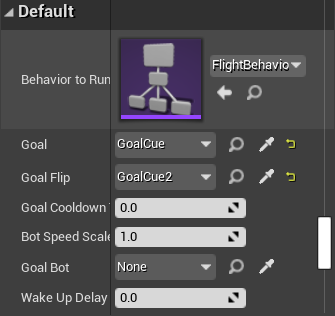 Default
Behavior to Run FlightBehavio
Goal GoalCue
Goal Flip GoalCue2
Goal Cooldown 0.0
Bot Speed Scale 1.0
Goal Bot None
Wake Up Delay 0.0